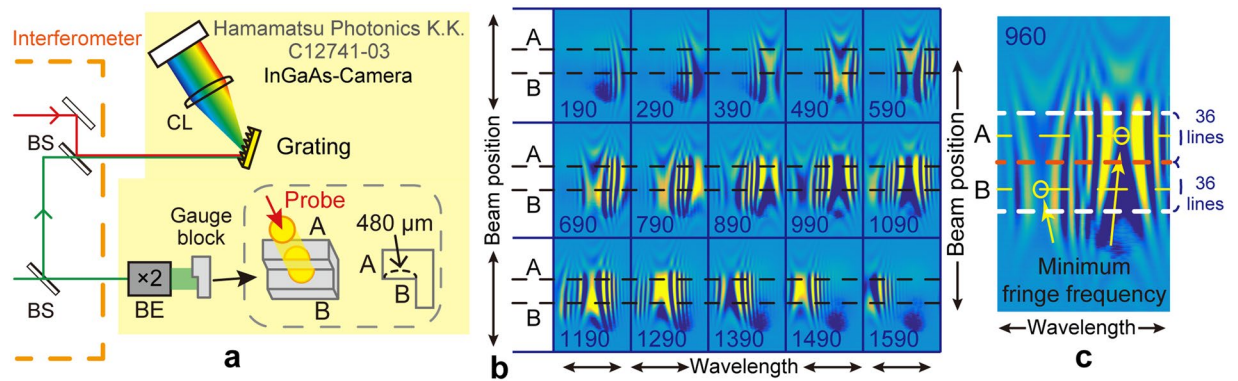 Interferometer
Hamamatsu Photonics K.K.
C12741-03
InGaAs-Camera
CL
BS
Grating
Gauge
block
Probe
480 µm
A
A
B
B
×2
BS
BE
a
Beam position
A
B
190
290
390
490
590
A
B
690
790
890
990
1090
A
B
1190
1290
1390
1490
1590
Wavelength
b
Beam position
960
A
B
36
lines
36
lines
Minimum
fringe frequency
Wavelength
c